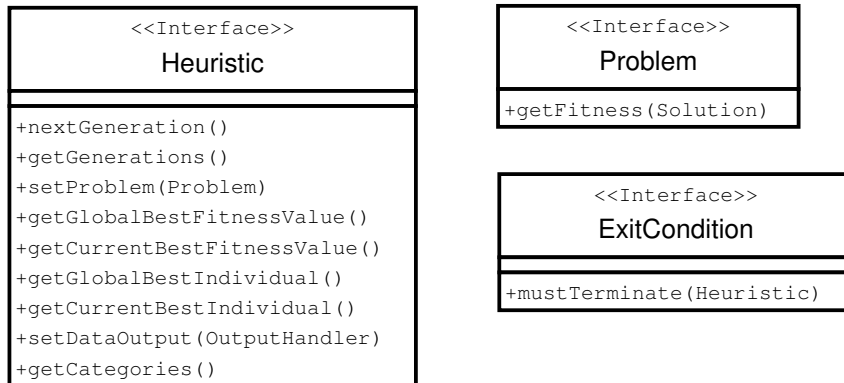 <<Interface>>
Heuristic
+nextGeneration()
+getGenerations()
+setProblem(Problem)
+getGlobalBestFitnessValue()
+getCurrentBestFitnessValue()
+getGlobalBestIndividual()
+getCurrentBestIndividual()
+setDataOutput(OutputHandler)
+getCategories()
<<Interface>>
Problem
+getFitness(Solution)
<<Interface>>
ExitCondition
+mustTerminate(Heuristic)